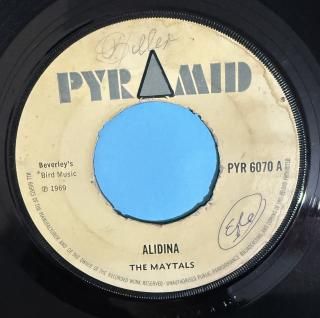 PYRAMID
Beverley's
*Bird Music
℗ 1969
PYR 6070 A
ALIDINA
THE MAYTALS